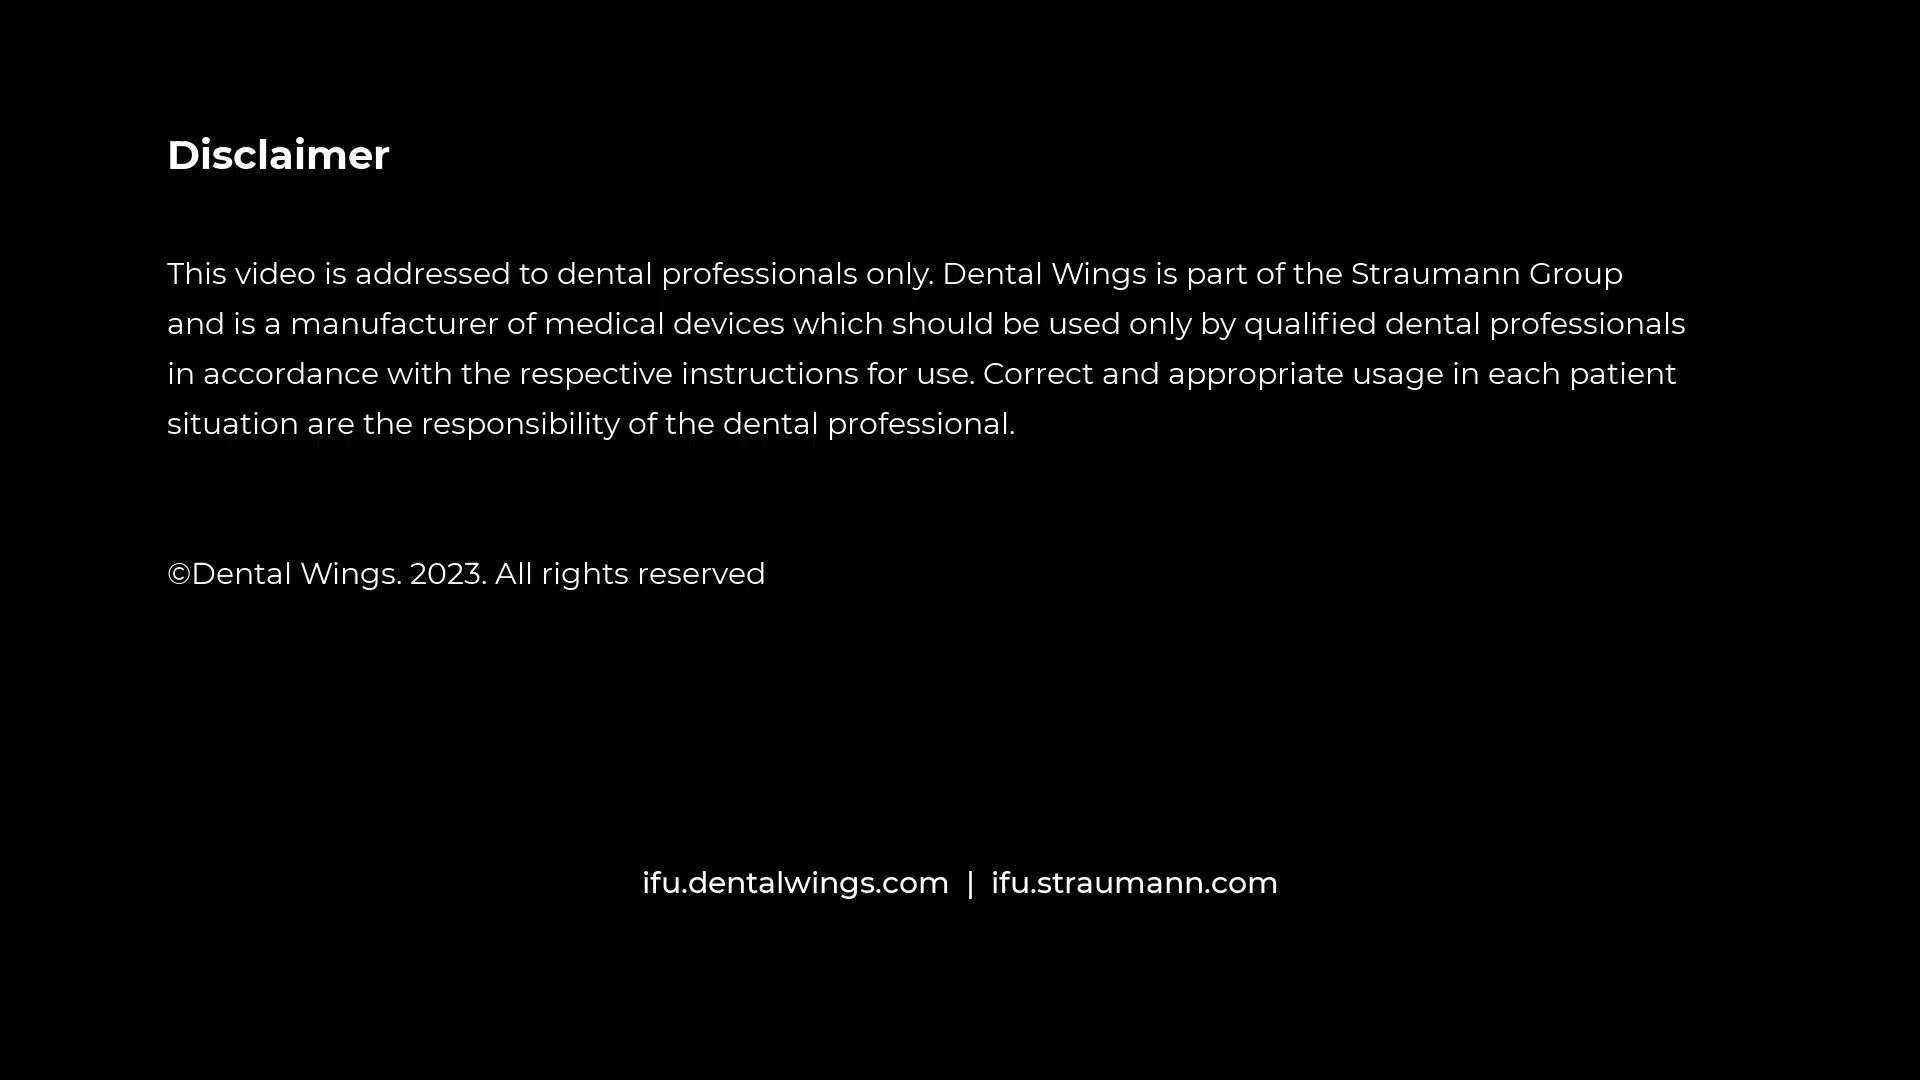 Disclaimer
This video is addressed to dental professionals only. Dental Wings is part of the Straumann Group
and is a manufacturer of medical devices which should be used only by qualified dental professionals
in accordance with the respective instructions for use. Correct and appropriate usage in each patient
situation are the responsibility of the dental professional.
©Dental Wings. 2023. All rights reserved
ifu.dentalwings.com | ifu.straumann.com